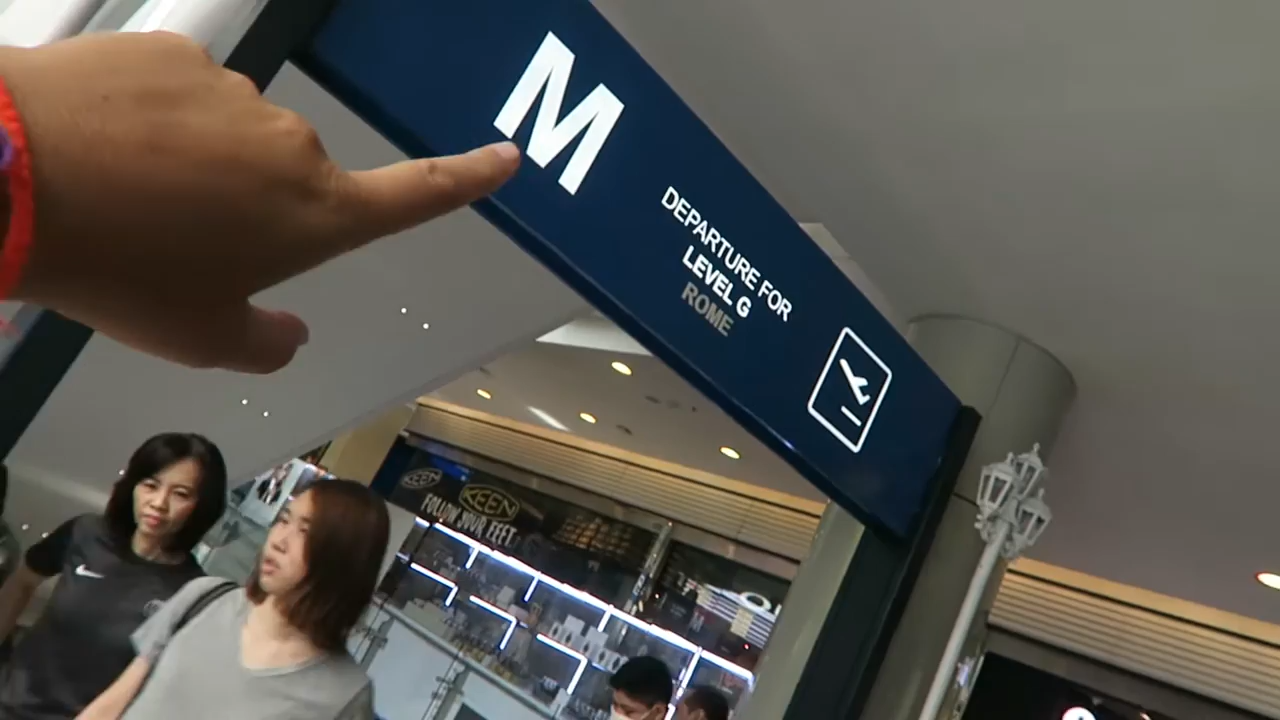 M
DEPARTURE FOR
LEVEL G
ROME
KEEN
KEEN
FOLLOW YOUR FEET